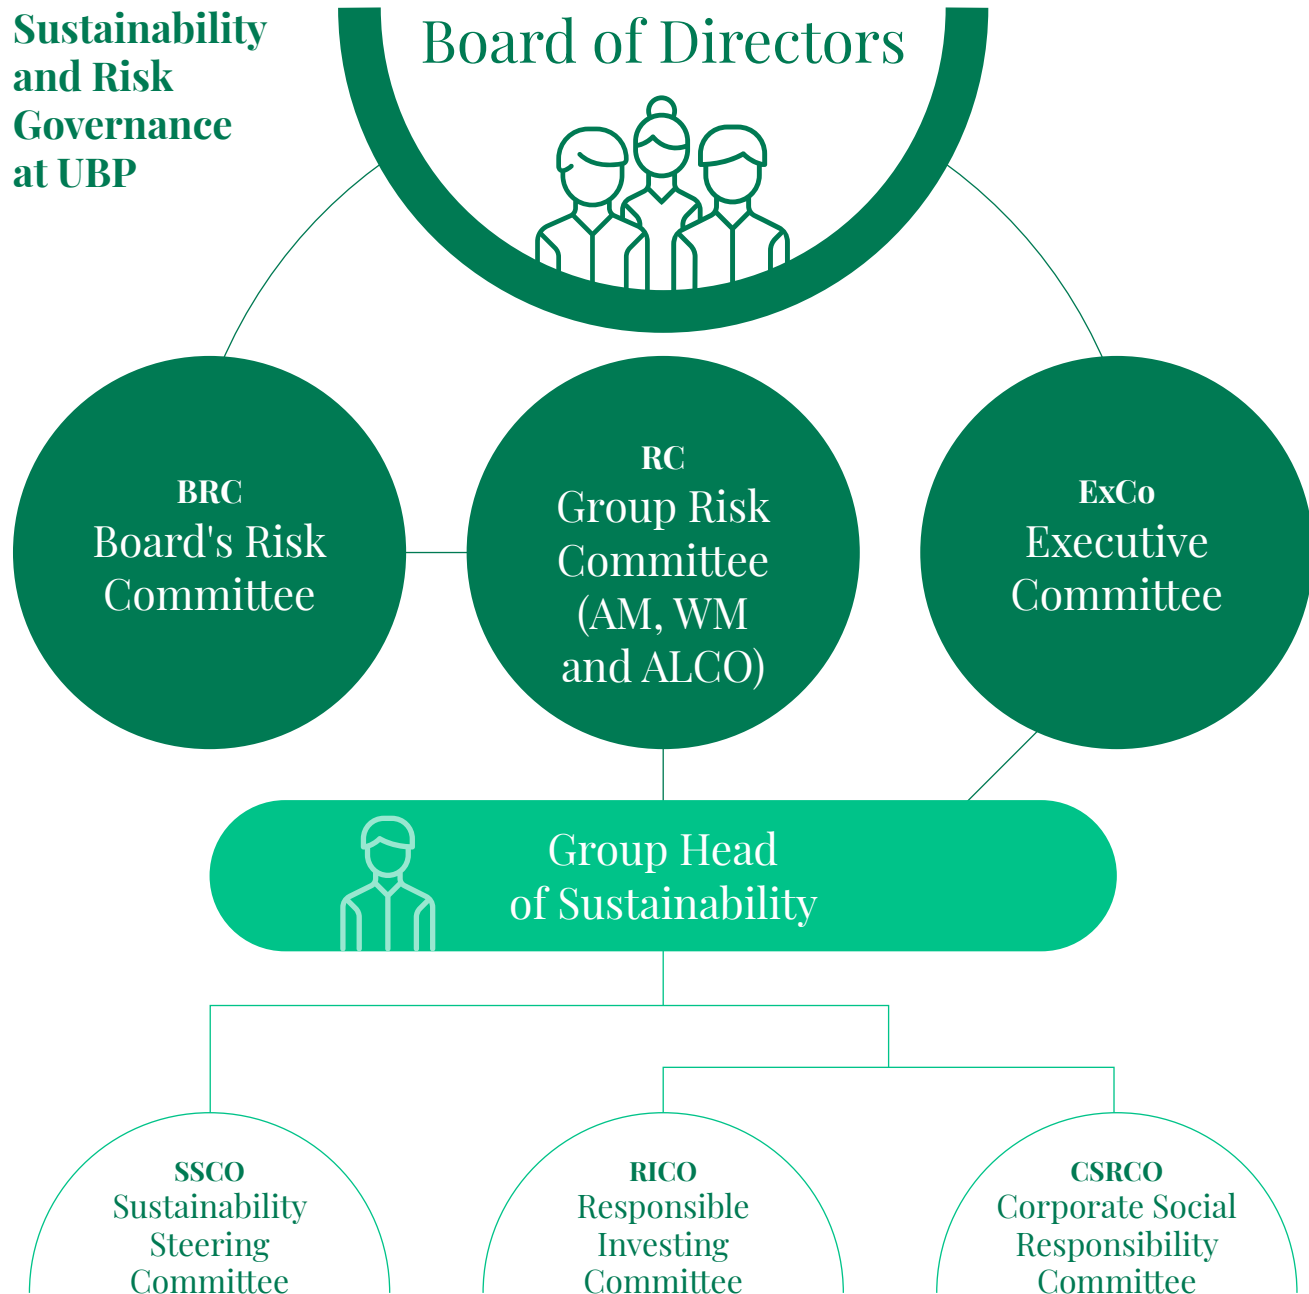 Sustainability
and Risk
Governance
at UBP
Board of Directors
BRC
Board's Risk
Committee
RC
Group Risk
Committee
(AM, WM
and ALCO)
ExCo
Executive
Committee
Group Head
of Sustainability
SSCO
Sustainability
Steering
Committee
RICO
Responsible
Investing
Committee
CSRCO
Corporate Social
Responsibility
Committee